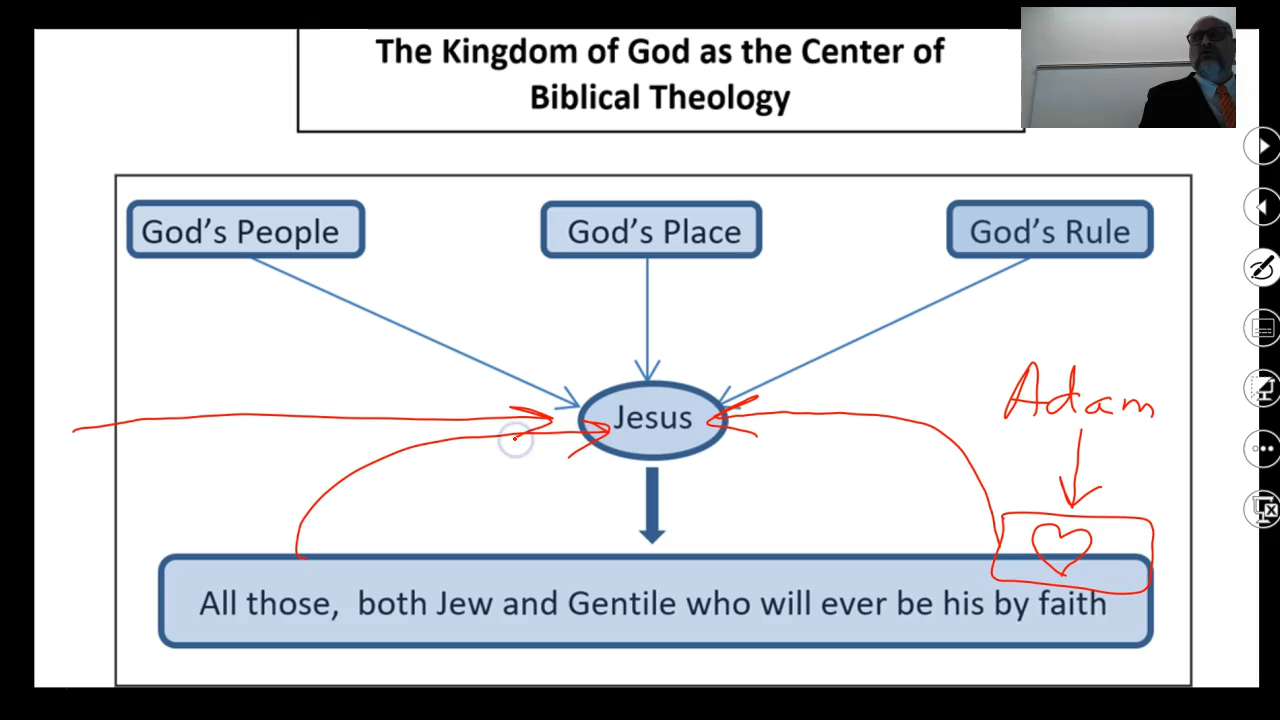 The Kingdom of God as the Center of
Biblical Theology
God's People
God's Place
God's Rule
Jesus
Adam
All those,  both Jew and Gentile who will ever be his by faith